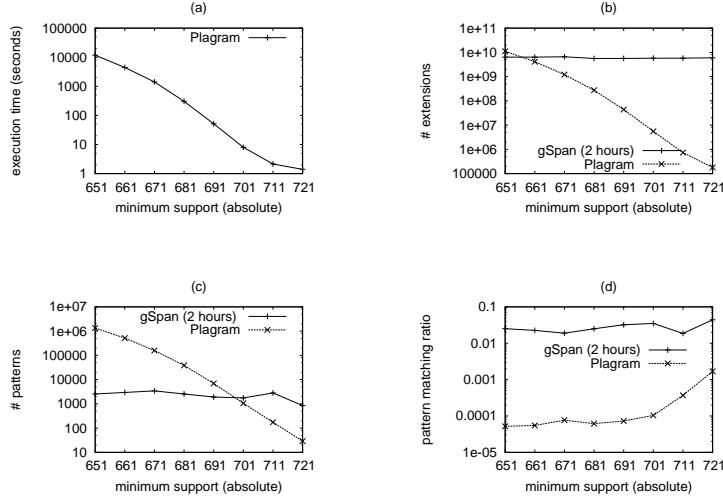 (a)
execution time (seconds)
100000
10000
1000
100
10
1
Plagram
651 661 671 681 691 701 711 721
minimum support (absolute)
(b)
# extensions
1e+11
1e+10
1e+09
1e+08
1e+07
1e+06
100000
gSpan (2 hours)
Plagram
651 661 671 681 691 701 711 721
minimum support (absolute)
(c)
# patterns
1e+07
1e+06
100000
10000
1000
100
10
gSpan (2 hours)
Plagram
651 661 671 681 691 701 711 721
minimum support (absolute)
(d)
pattern matching ratio
0.1
0.01
0.001
0.0001
1e-05
gSpan (2 hours)
Plagram
651 661 671 681 691 701 711 721
minimum support (absolute)